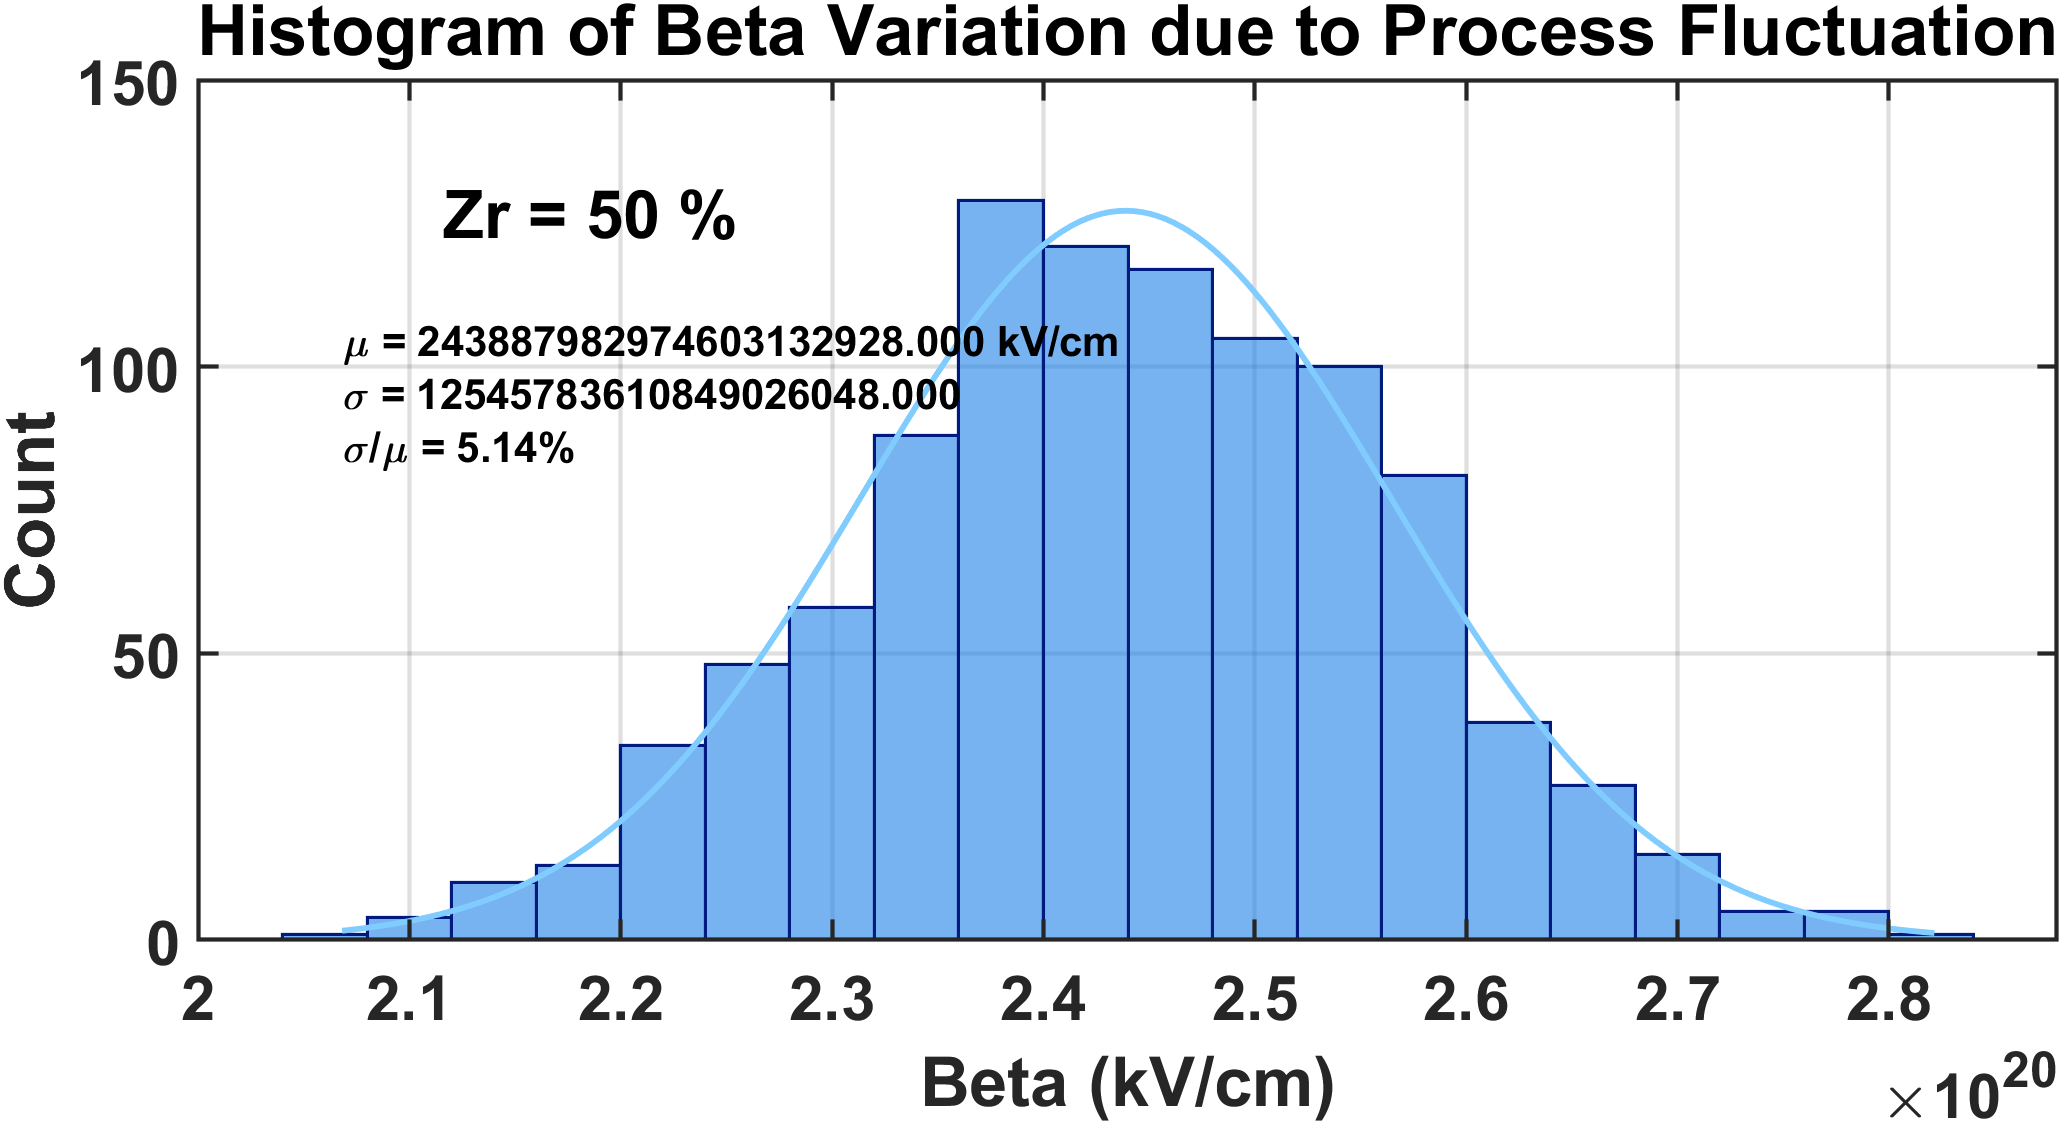 Histogram of Beta Variation due to Process Fluctuation
150
100
50
0
Count
Zr = 50 %
μ = 243887982974603132928.000 kV/cm
σ = 12545783610849026048.000
σ/μ = 5.14%
2 2.1 2.2 2.3 2.4 2.5 2.6 2.7 2.8
Beta (kV/cm)
×10²⁰